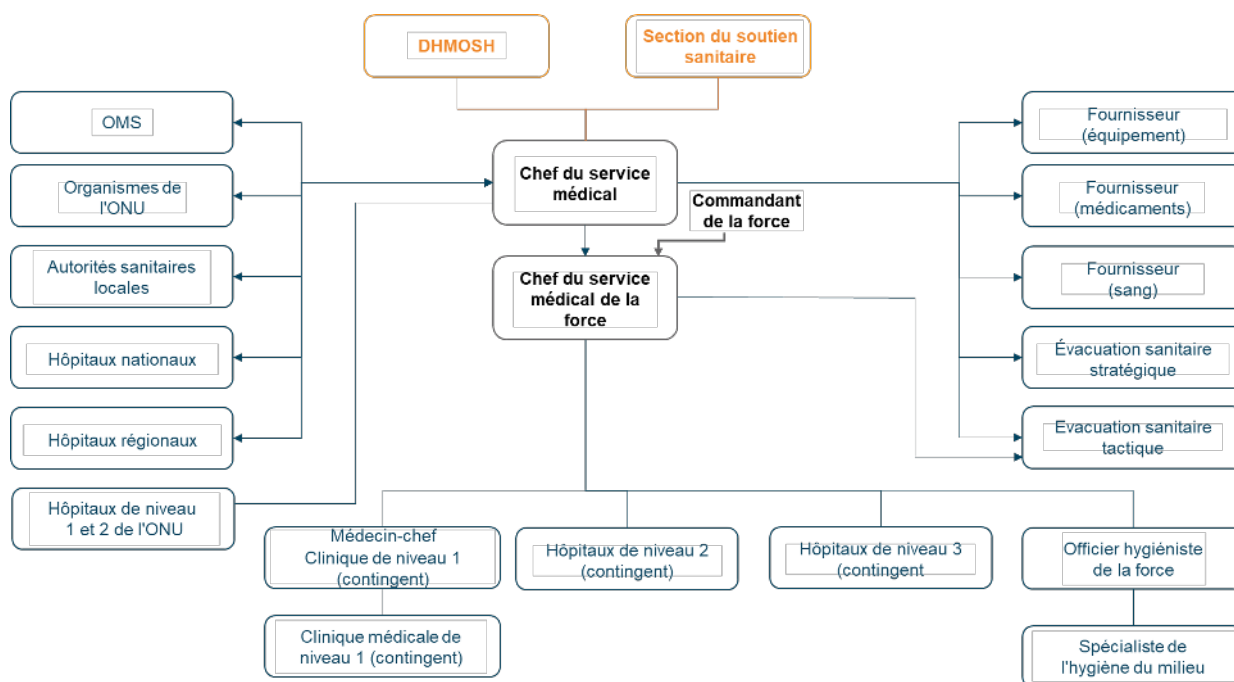 DHMOSH
Section du soutien
sanitaire
OMS
Organismes de
l'ONU
Autorités sanitaires
locales
Hôpitaux nationaux
Hôpitaux régionaux
Hôpitaux de niveau
1 et 2 de l'ONU
Chef du service
médical
Commandant
de la force
Chef du service
médical de la
force
Fournisseur
(équipement)
Fournisseur
(médicaments)
Fournisseur
(sang)
Évacuation sanitaire
stratégique
Evacuation sanitaire
tactique
Médecin-chef
Clinique de niveau 1
(contingent)
Clinique médicale de
niveau 1 (contingent)
Hôpitaux de niveau 2
(contingent)
Hôpitaux de niveau 3
(contingent
Officier hygiéniste
de la force
Spécialiste de
l'hygiène du milieu